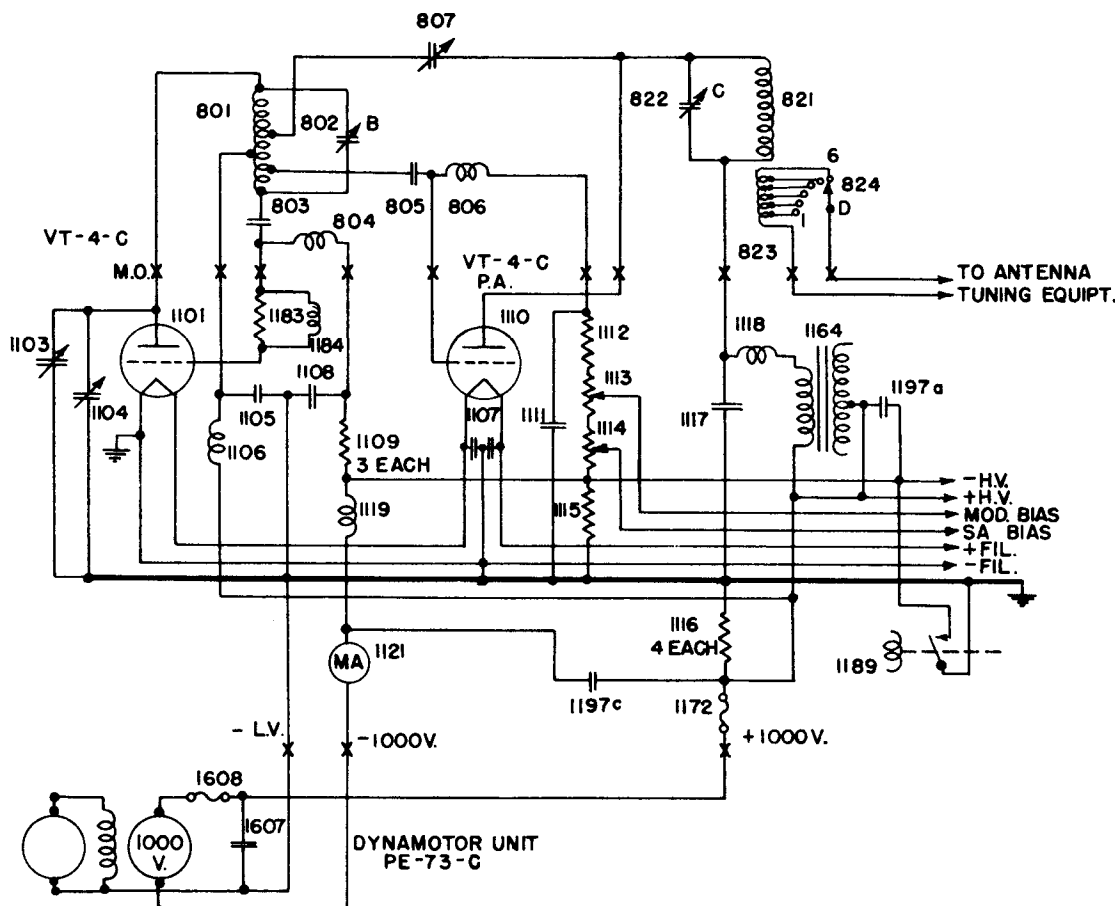 807
801
802
B
822
C
821
6
824
803
805
806
D
1
804
VT-4-C
M.O.
VT-4-C
P.A.
823
TO ANTENNA
TUNING EQUIPT.
1101
1183
1110
1112
1118
1164
1103
1184
1108
1113
1197a
1104
1105
1107
1111
1114
1117
1106
1109
3 EACH
-H.V.
+H.V.
MOD. BIAS
SA BIAS
+FIL.
-FIL.
1119
1115
1116
4 EACH
1121
MA
1189
1197c
1172
- L.V.
-1000V.
+1000V.
1608
1607
1000
V.
DYNAMOTOR UNIT
PE-73-C